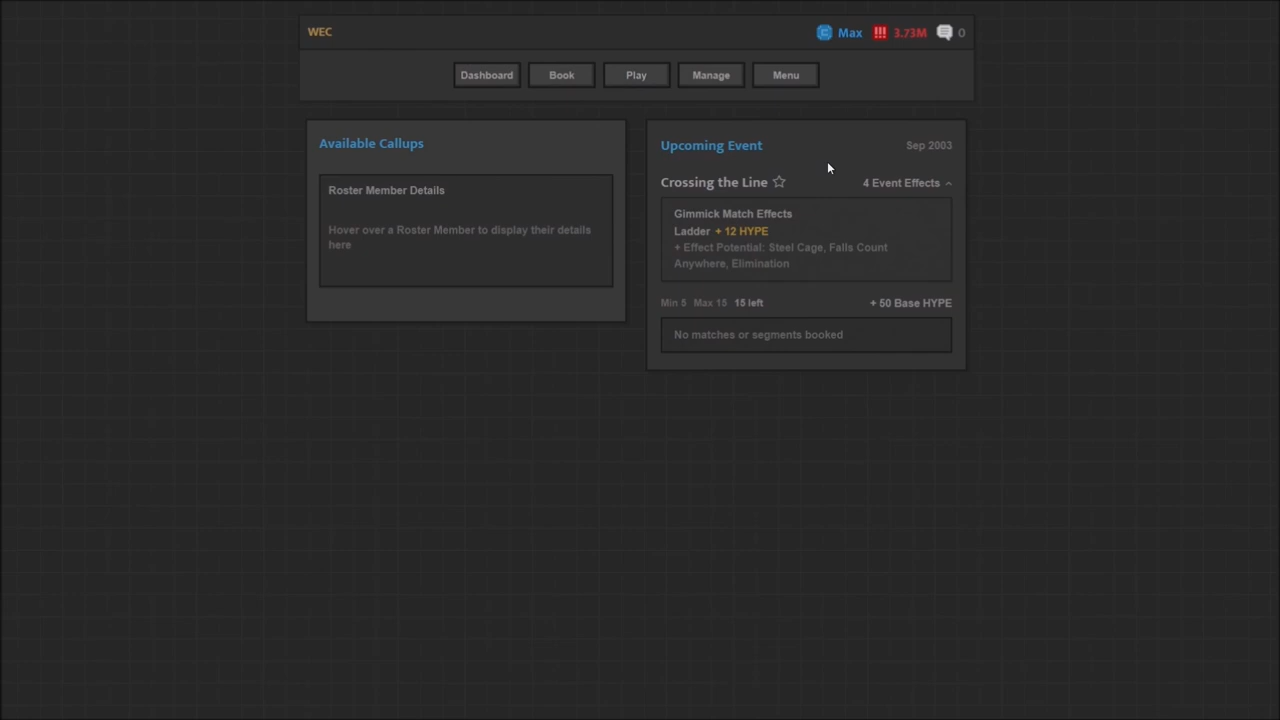 WEC
Max 3.73M 0
Dashboard Book Play Manage Menu
Available Callups
Roster Member Details
Hover over a Roster Member to display their details
here
Upcoming Event Sep 2003
Crossing the Line 4 Event Effects
Gimmick Match Effects
Ladder + 12 HYPE
+ Effect Potential: Steel Cage, Falls Count
Anywhere, Elimination
Min 5 Max 15 15 left + 50 Base HYPE
No matches or segments booked